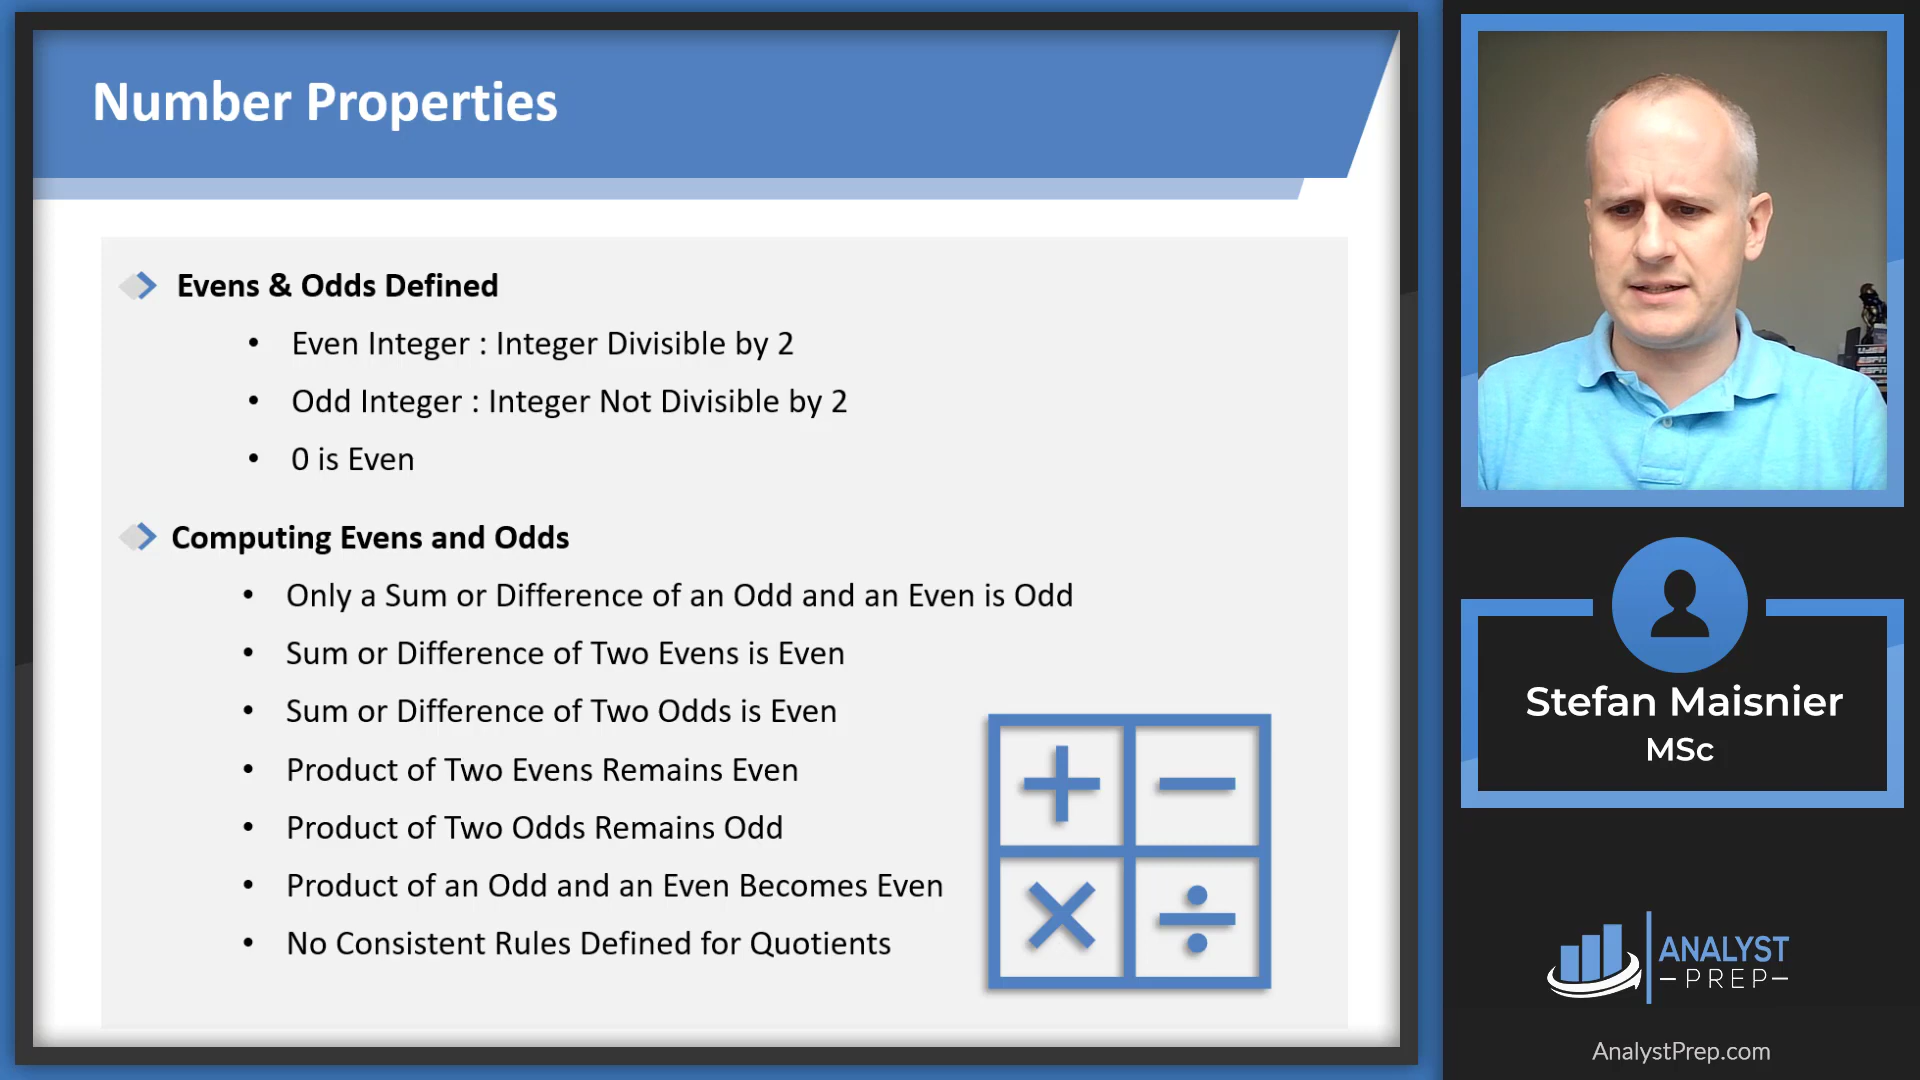 Number Properties
Evens & Odds Defined
• Even Integer : Integer Divisible by 2
• Odd Integer : Integer Not Divisible by 2
• 0 is Even
Computing Evens and Odds
• Only a Sum or Difference of an Odd and an Even is Odd
• Sum or Difference of Two Evens is Even
• Sum or Difference of Two Odds is Even
• Product of Two Evens Remains Even
• Product of Two Odds Remains Odd
• Product of an Odd and an Even Becomes Even
• No Consistent Rules Defined for Quotients
+ −
× ÷
Stefan Maisnier
MSc
ANALYST
–PREP–
AnalystPrep.com